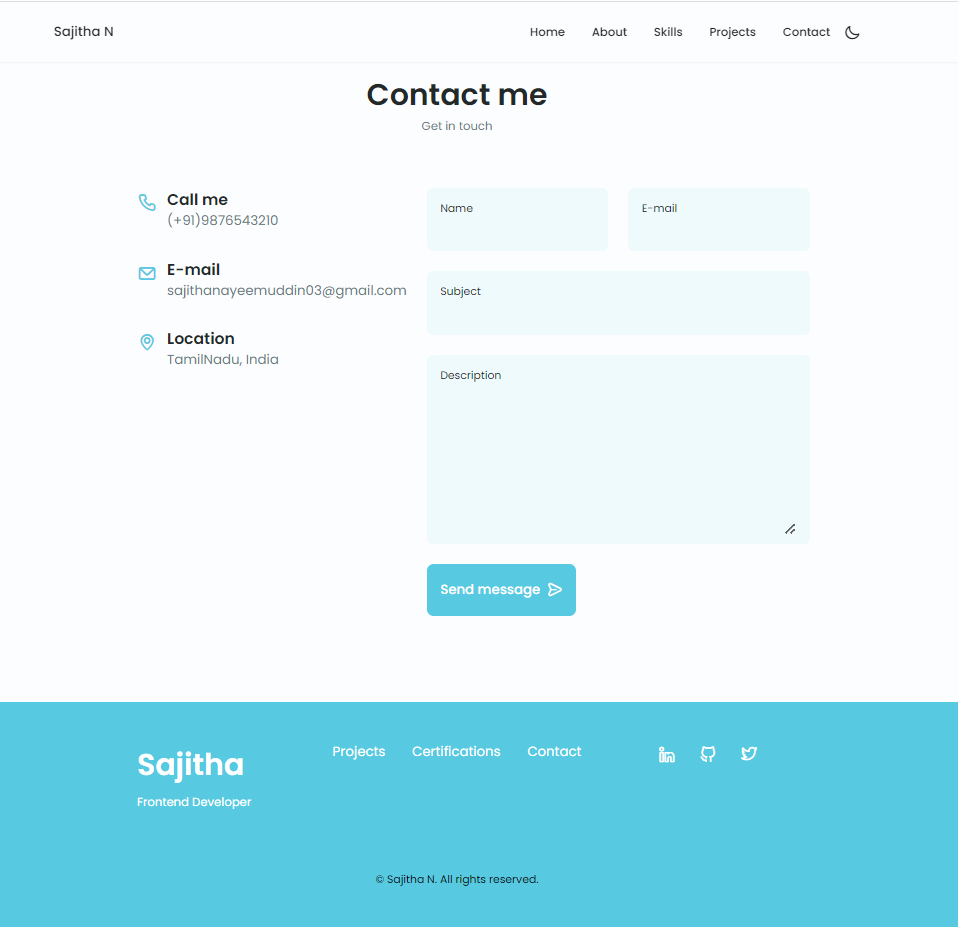 Sajitha N
Home About Skills Projects Contact
Contact me
Get in touch
Call me
(+91)9876543210
E-mail
sajithanayeemuddin03@gmail.com
Location
TamilNadu, India
Name
E-mail
Subject
Description
Send message
Sajitha
Frontend Developer
Projects Certifications Contact
© Sajitha N. All rights reserved.